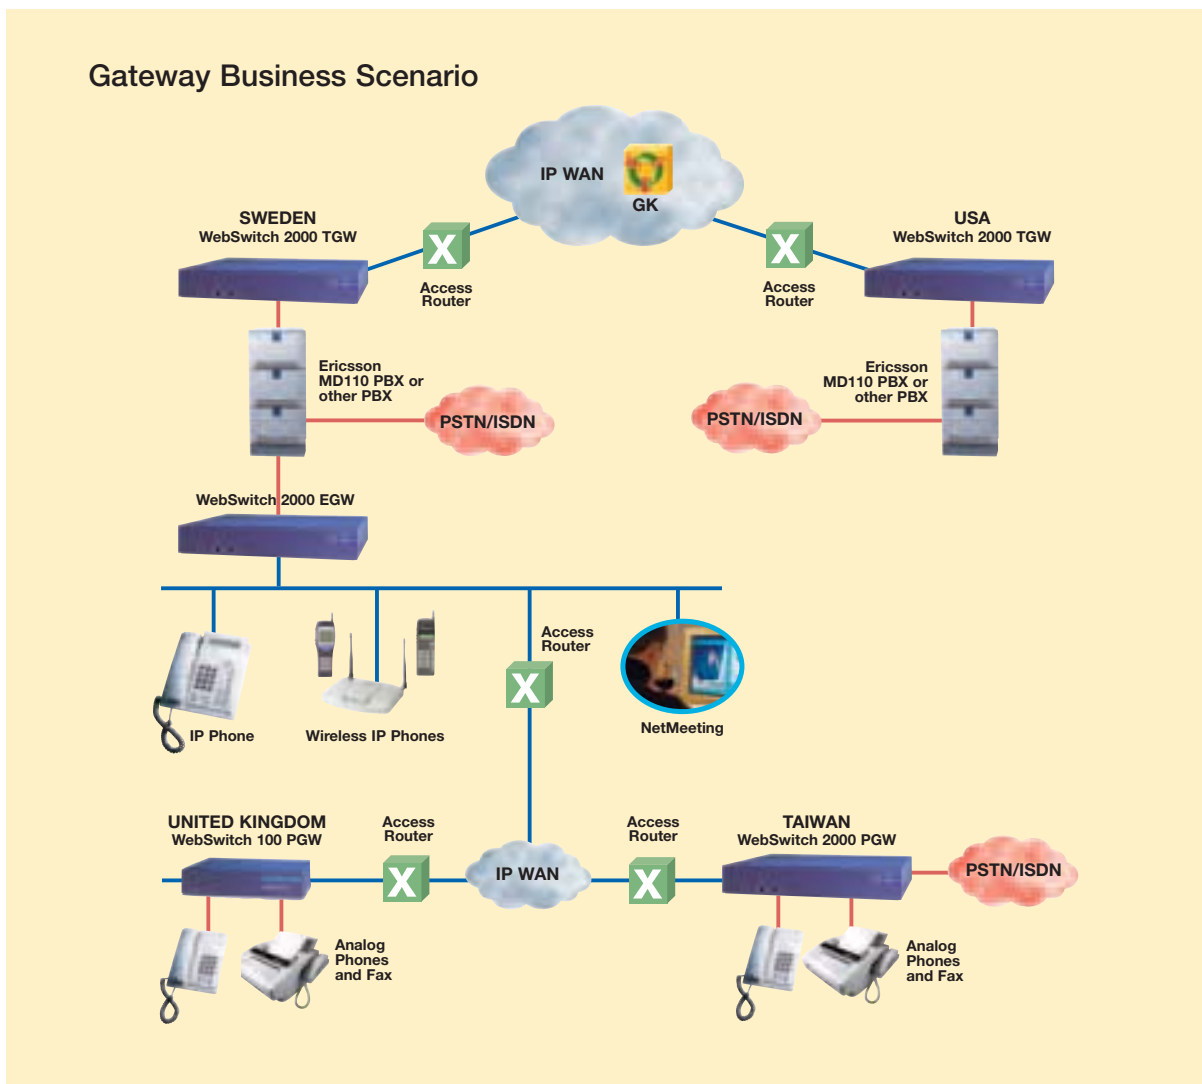 Gateway Business Scenario
IP WAN
GK
SWEDEN
WebSwitch 2000 TGW
USA
WebSwitch 2000 TGW
Access
Router
Access
Router
Ericsson
MD110 PBX or
other PBX
PSTN/ISDN
PSTN/ISDN
Ericsson
MD110 PBX or
other PBX
WebSwitch 2000 EGW
IP Phone
Wireless IP Phones
Access
Router
NetMeeting
UNITED KINGDOM
WebSwitch 100 PGW
Access
Router
IP WAN
Access
Router
TAIWAN
WebSwitch 2000 PGW
PSTN/ISDN
Analog
Phones
and Fax
Analog
Phones
and Fax